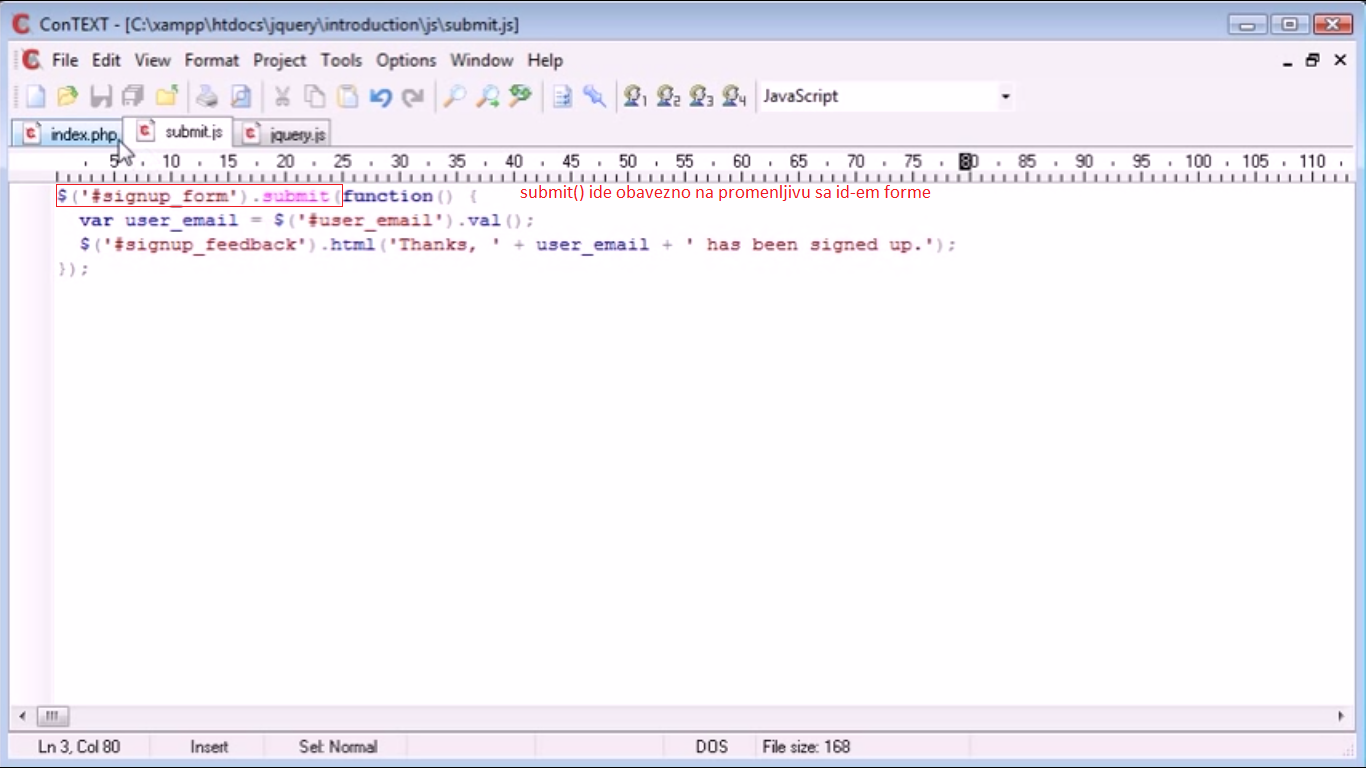 ConTEXT - [C:\xampp\htdocs\jquery\introduction\js\submit.js]
File Edit View Format Project Tools Options Window Help
1 2 3 4 JavaScript
index.php submit.js jquery.js
5 10 15 20 25 30 35 40 45 50 55 60 65 70 75 80 85 90 95 100 105 110
$('#signup_form').submit(function() { submit() ide obavezno na promenljivu sa id-em forme
var user_email = $('#user_email').val();
$('#signup_feedback').html('Thanks, ' + user_email + ' has been signed up.');
});
Ln 3, Col 80 Insert Sel: Normal DOS File size: 168